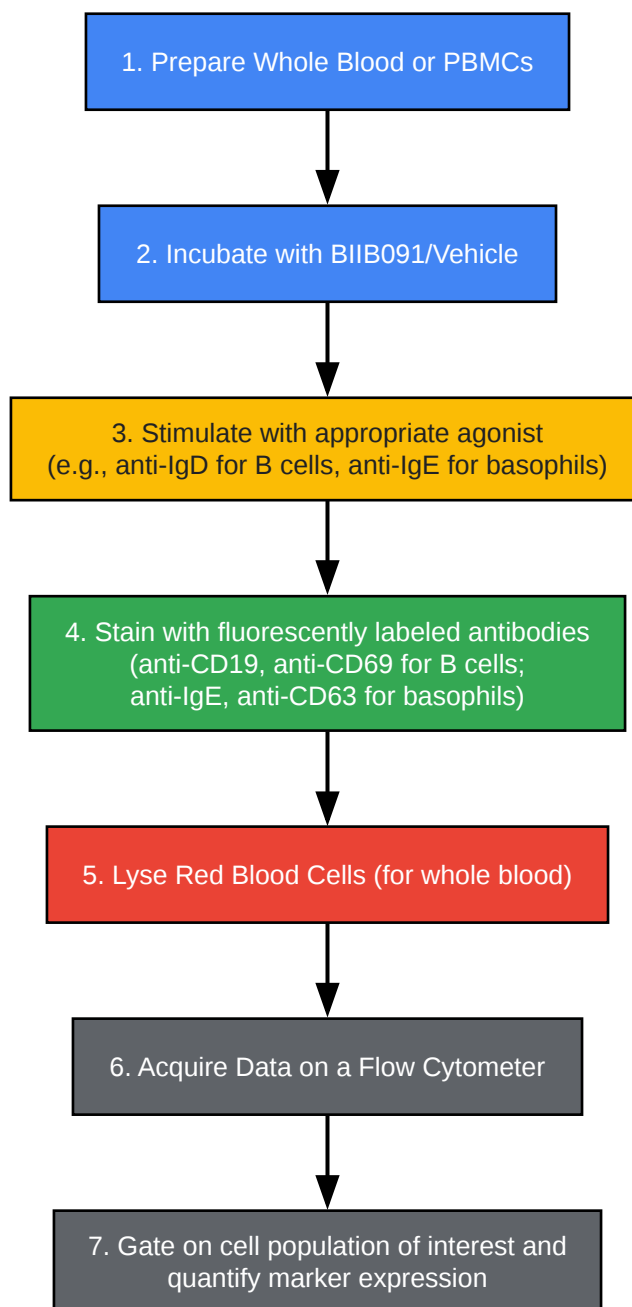 1. Prepare Whole Blood or PBMCs
2. Incubate with BIIB091/Vehicle
3. Stimulate with appropriate agonist
(e.g., anti-IgD for B cells, anti-IgE for basophils)
4. Stain with fluorescently labeled antibodies
(anti-CD19, anti-CD69 for B cells;
anti-IgE, anti-CD63 for basophils)
5. Lyse Red Blood Cells (for whole blood)
6. Acquire Data on a Flow Cytometer
7. Gate on cell population of interest and
quantify marker expression